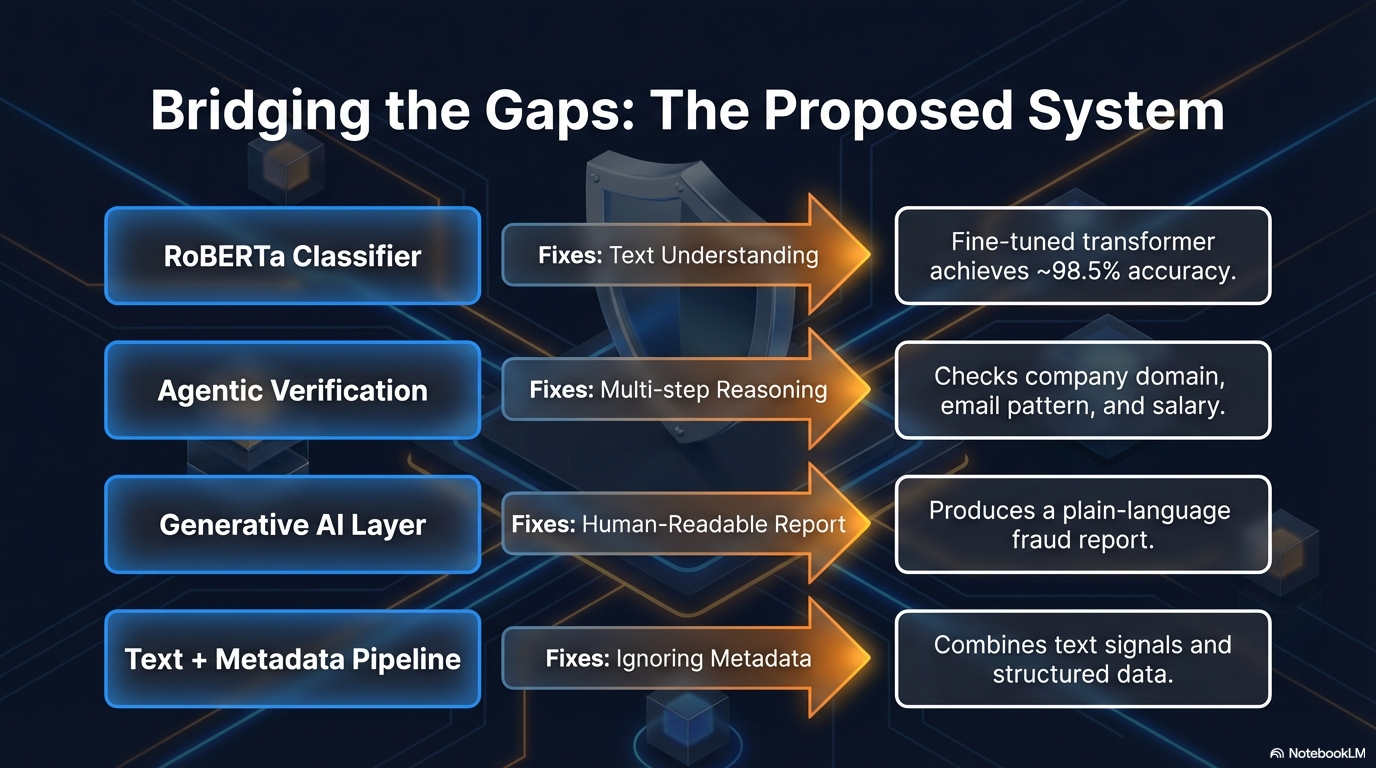 Bridging the Gaps: The Proposed System
RoBERTa Classifier
Fixes: Text Understanding
Fine-tuned transformer
achieves ~98.5% accuracy.
Agentic Verification
Fixes: Multi-step Reasoning
Checks company domain,
email pattern, and salary.
Generative AI Layer
Fixes: Human-Readable Report
Produces a plain-language
fraud report.
Text + Metadata Pipeline
Fixes: Ignoring Metadata
Combines text signals and
structured data.
NotebookLM